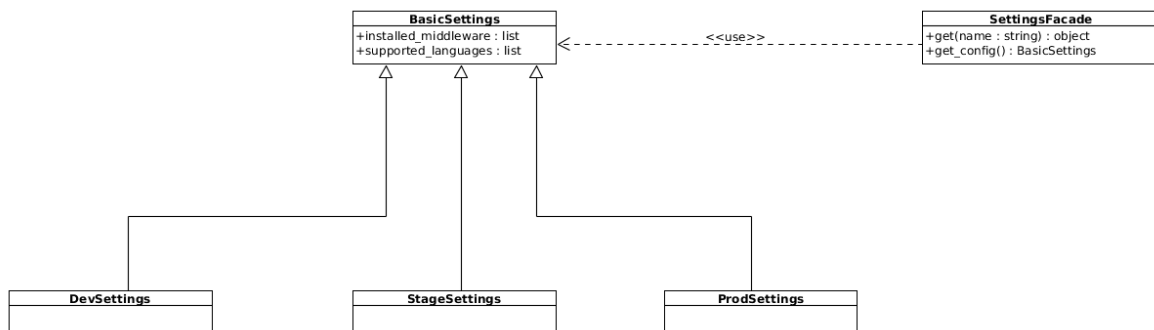 BasicSettings
+installed_middleware : list
+supported_languages : list
<<use>>
SettingsFacade
+get(name : string) : object
+get_config() : BasicSettings
DevSettings
StageSettings
ProdSettings